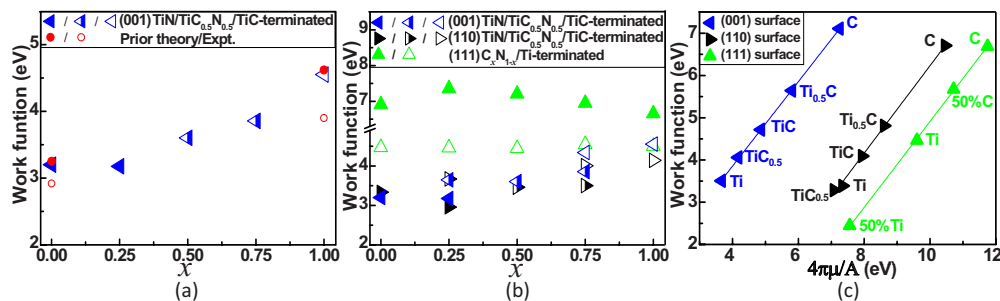 (001) TiN/TiC0.5N0.5/TiC-terminated
Prior theory/Expt.
Work funtion (eV)
5
4
3
2
0.00 0.25 0.50 0.75 1.00
x
(a)
(001) TiN/TiC0.5N0.5/TiC-terminated
(110) TiN/TiC0.5N0.5/TiC-terminated
(111) CxN1-x/Ti-terminated
Work function (eV)
9
7
5
4
3
2
0.00 0.25 0.50 0.75 1.00
x
(b)
(001) surface
(110) surface
(111) surface
Work function (eV)
7
6
5
4
3
2
C
Ti0.5C
TiC
TiC0.5
Ti
C
Ti0.5C
TiC
TiC0.5
Ti
C
50%C
Ti
50%Ti
4 6 8 10 12
4πμ/A (eV)
(c)